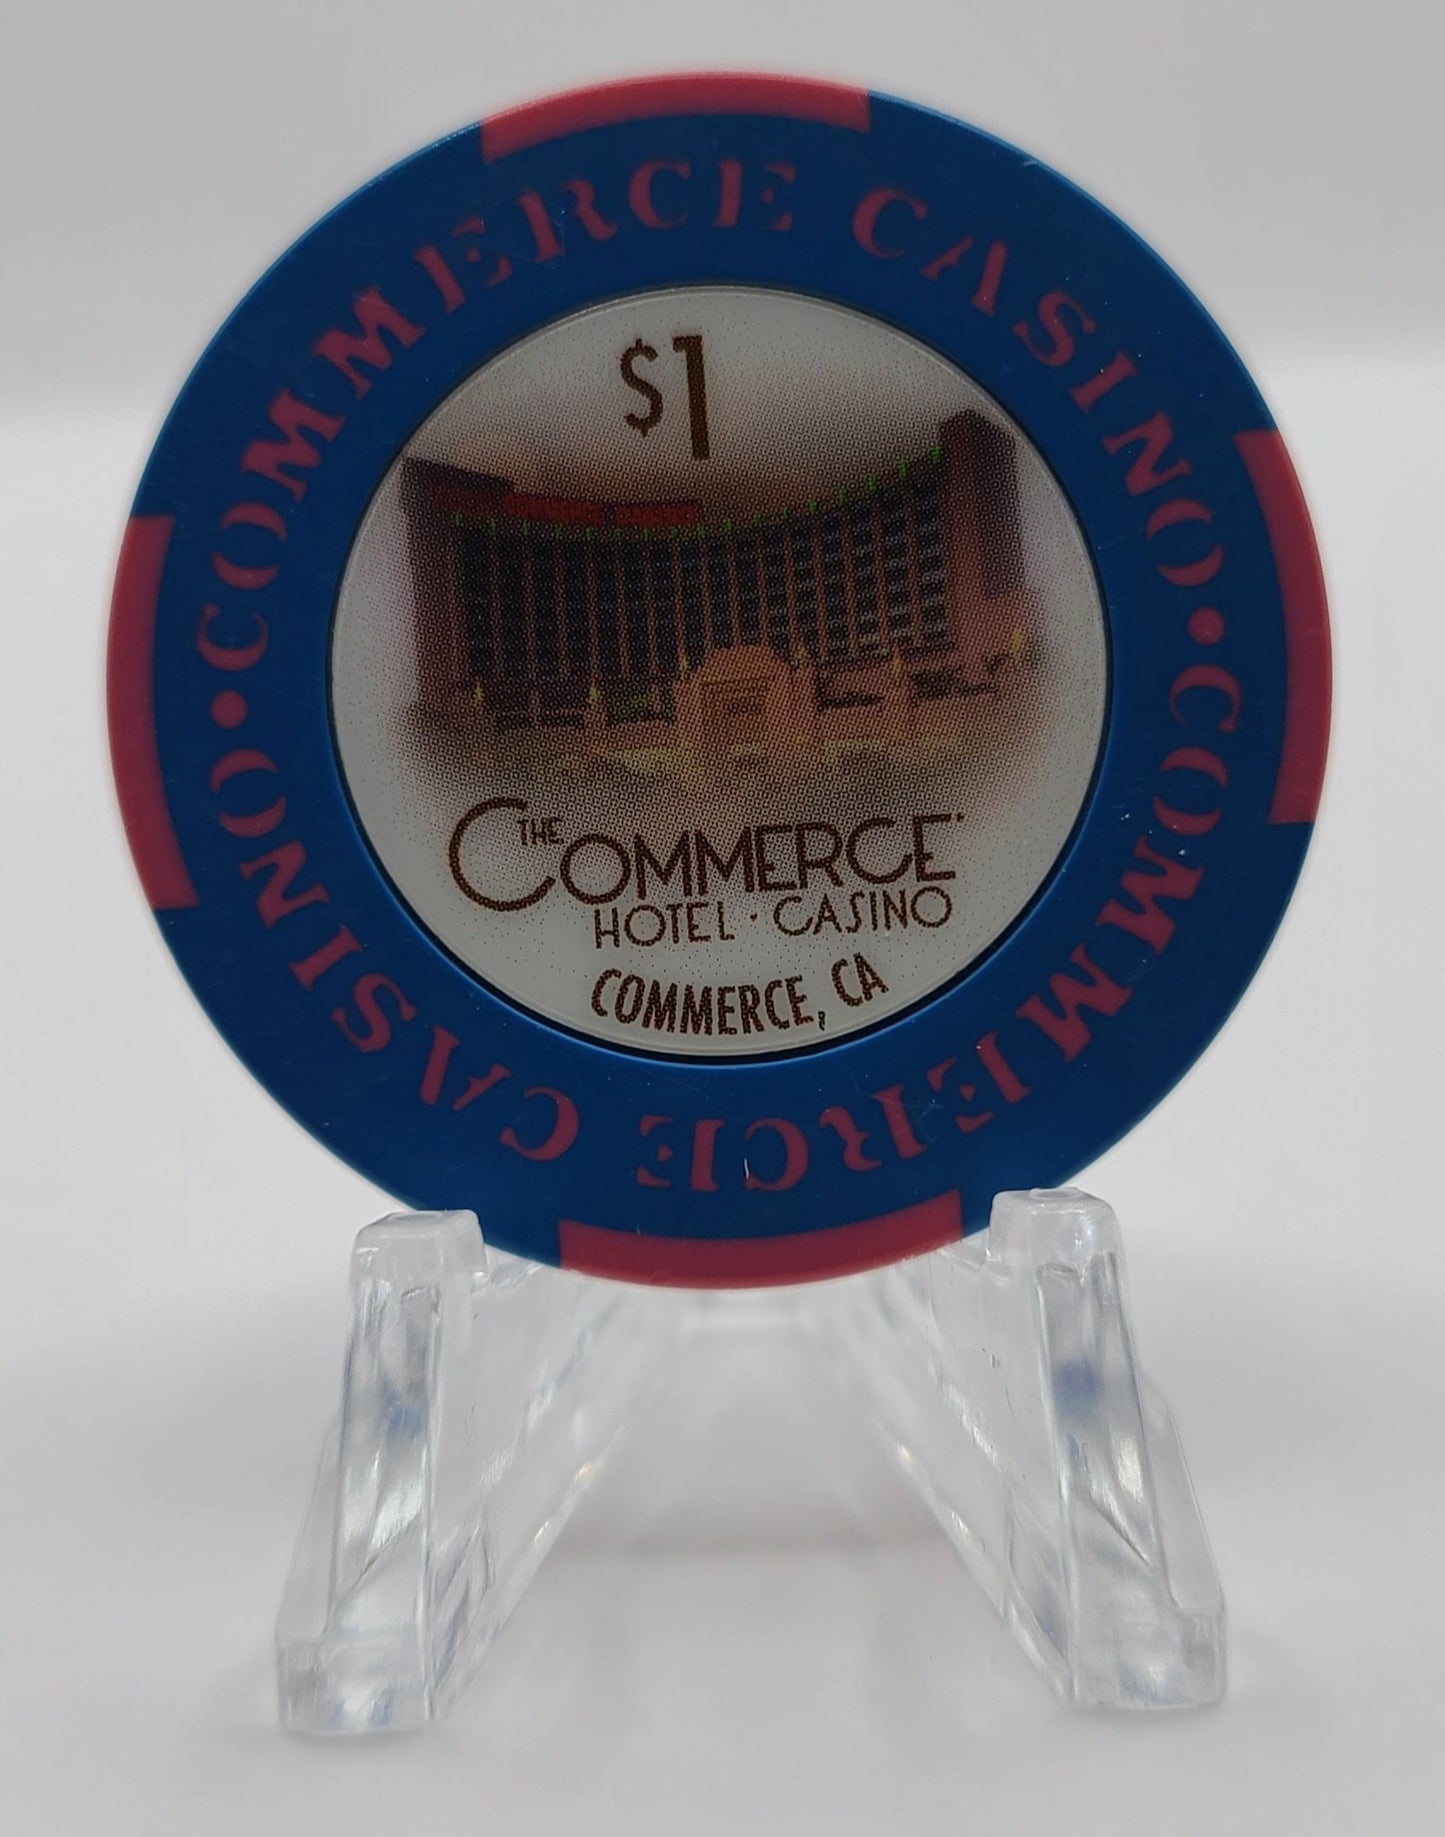 COMMERCE CASINO • COMMERCE CASINO •
$1
THE COMMERCE
HOTEL · CASINO
COMMERCE, CA